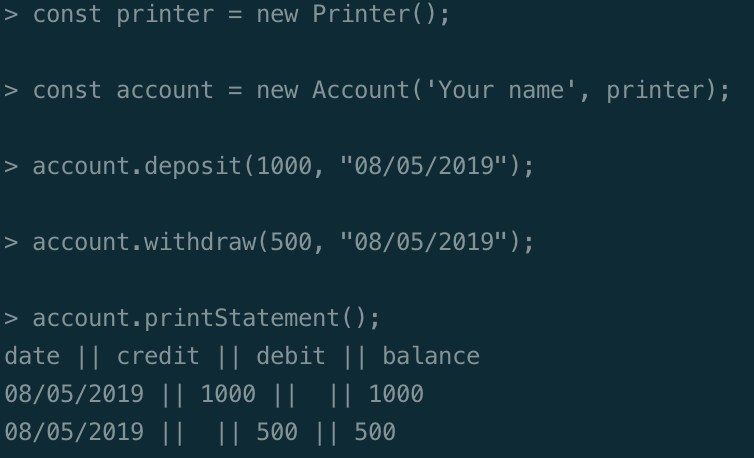 > const printer = new Printer();
> const account = new Account('Your name', printer);
> account.deposit(1000, "08/05/2019");
> account.withdraw(500, "08/05/2019");
> account.printStatement();
date || credit || debit || balance
08/05/2019 || 1000 ||  || 1000
08/05/2019 ||  || 500 || 500